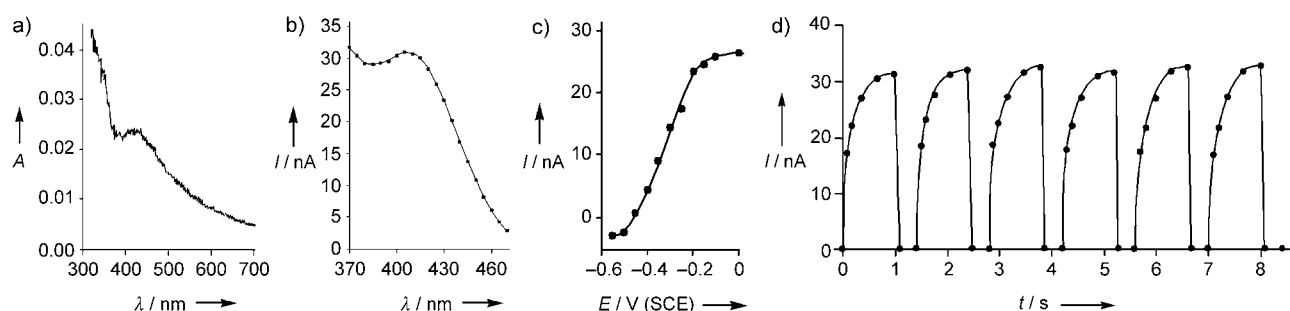 a)
0.04
0.03
0.02
0.01
0.00
A
300 400 500 600 700
λ / nm
b)
35
30
25
20
15
10
5
0
I / nA
370 400 430 460
λ / nm
c)
30
20
10
0
I / nA
–0.6 –0.4 –0.2 0
E / V (SCE)
d)
40
30
20
10
0
I / nA
0 1 2 3 4 5 6 7 8
t / s